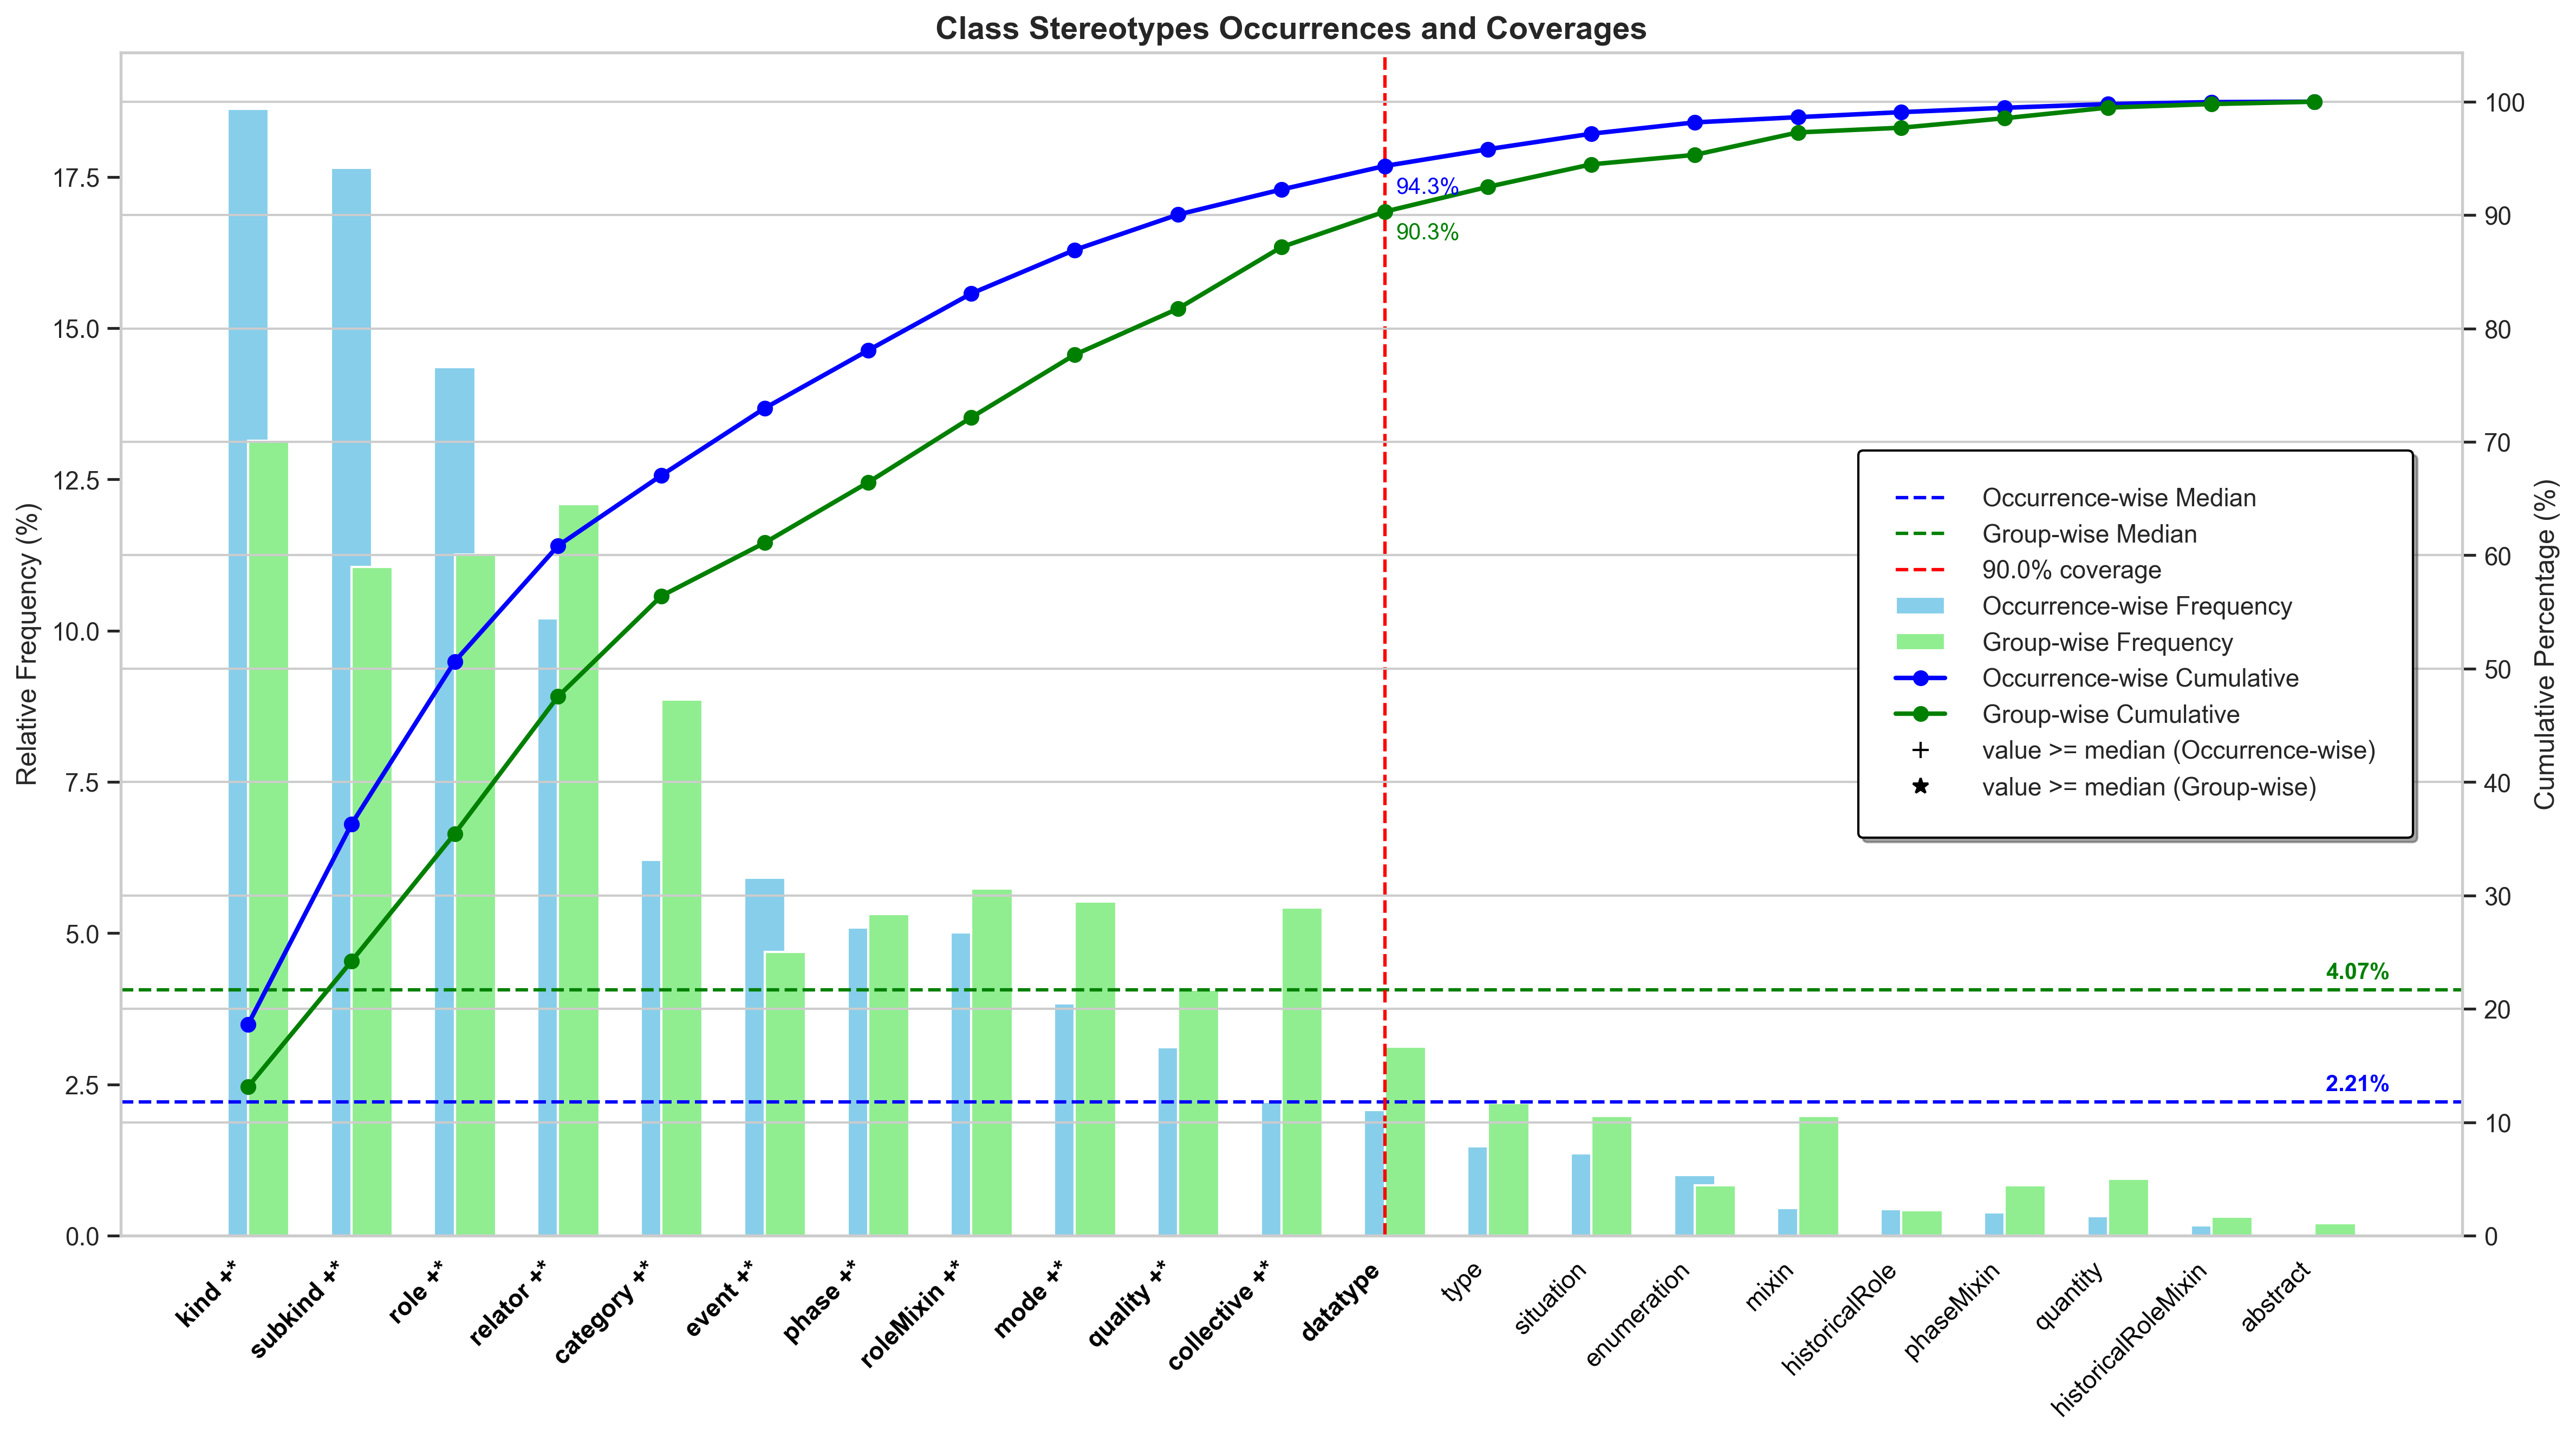 Class Stereotypes Occurrences and Coverages
Relative Frequency (%)
17.5
15.0
12.5
10.0
7.5
5.0
2.5
0.0
100
90
80
70
60
50
40
30
20
10
0
Cumulative Percentage (%)
94.3%
90.3%
Occurrence-wise Median
Group-wise Median
90.0% coverage
Occurrence-wise Frequency
Group-wise Frequency
Occurrence-wise Cumulative
Group-wise Cumulative
value >= median (Occurrence-wise)
value >= median (Group-wise)
4.07%
2.21%
kind +*
subkind +*
role +*
relator +*
category +*
event +*
phase +*
roleMixin +*
mode +*
quality +*
collective +*
datatype
type
situation
enumeration
mixin
historicalRole
phaseMixin
quantity
historicalRoleMixin
abstract